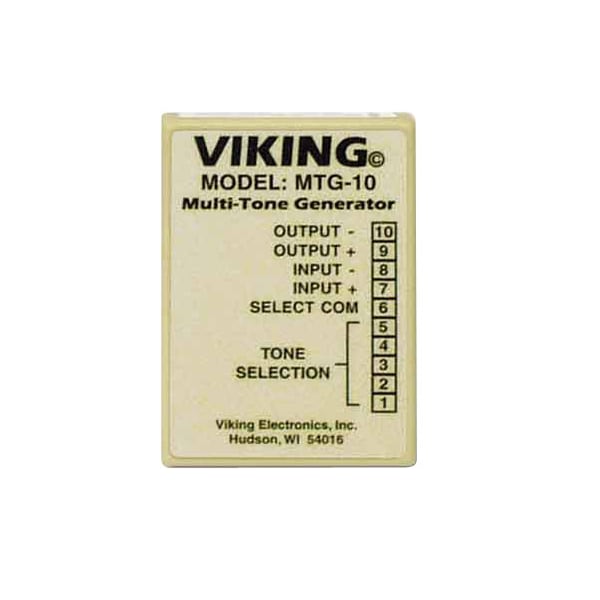 VIKING©
MODEL: MTG-10
Multi-Tone Generator
OUTPUT - 10
OUTPUT + 9
INPUT - 8
INPUT + 7
SELECT COM 6
5
4
TONE
SELECTION
3
2
1
Viking Electronics, Inc.
Hudson, WI 54016